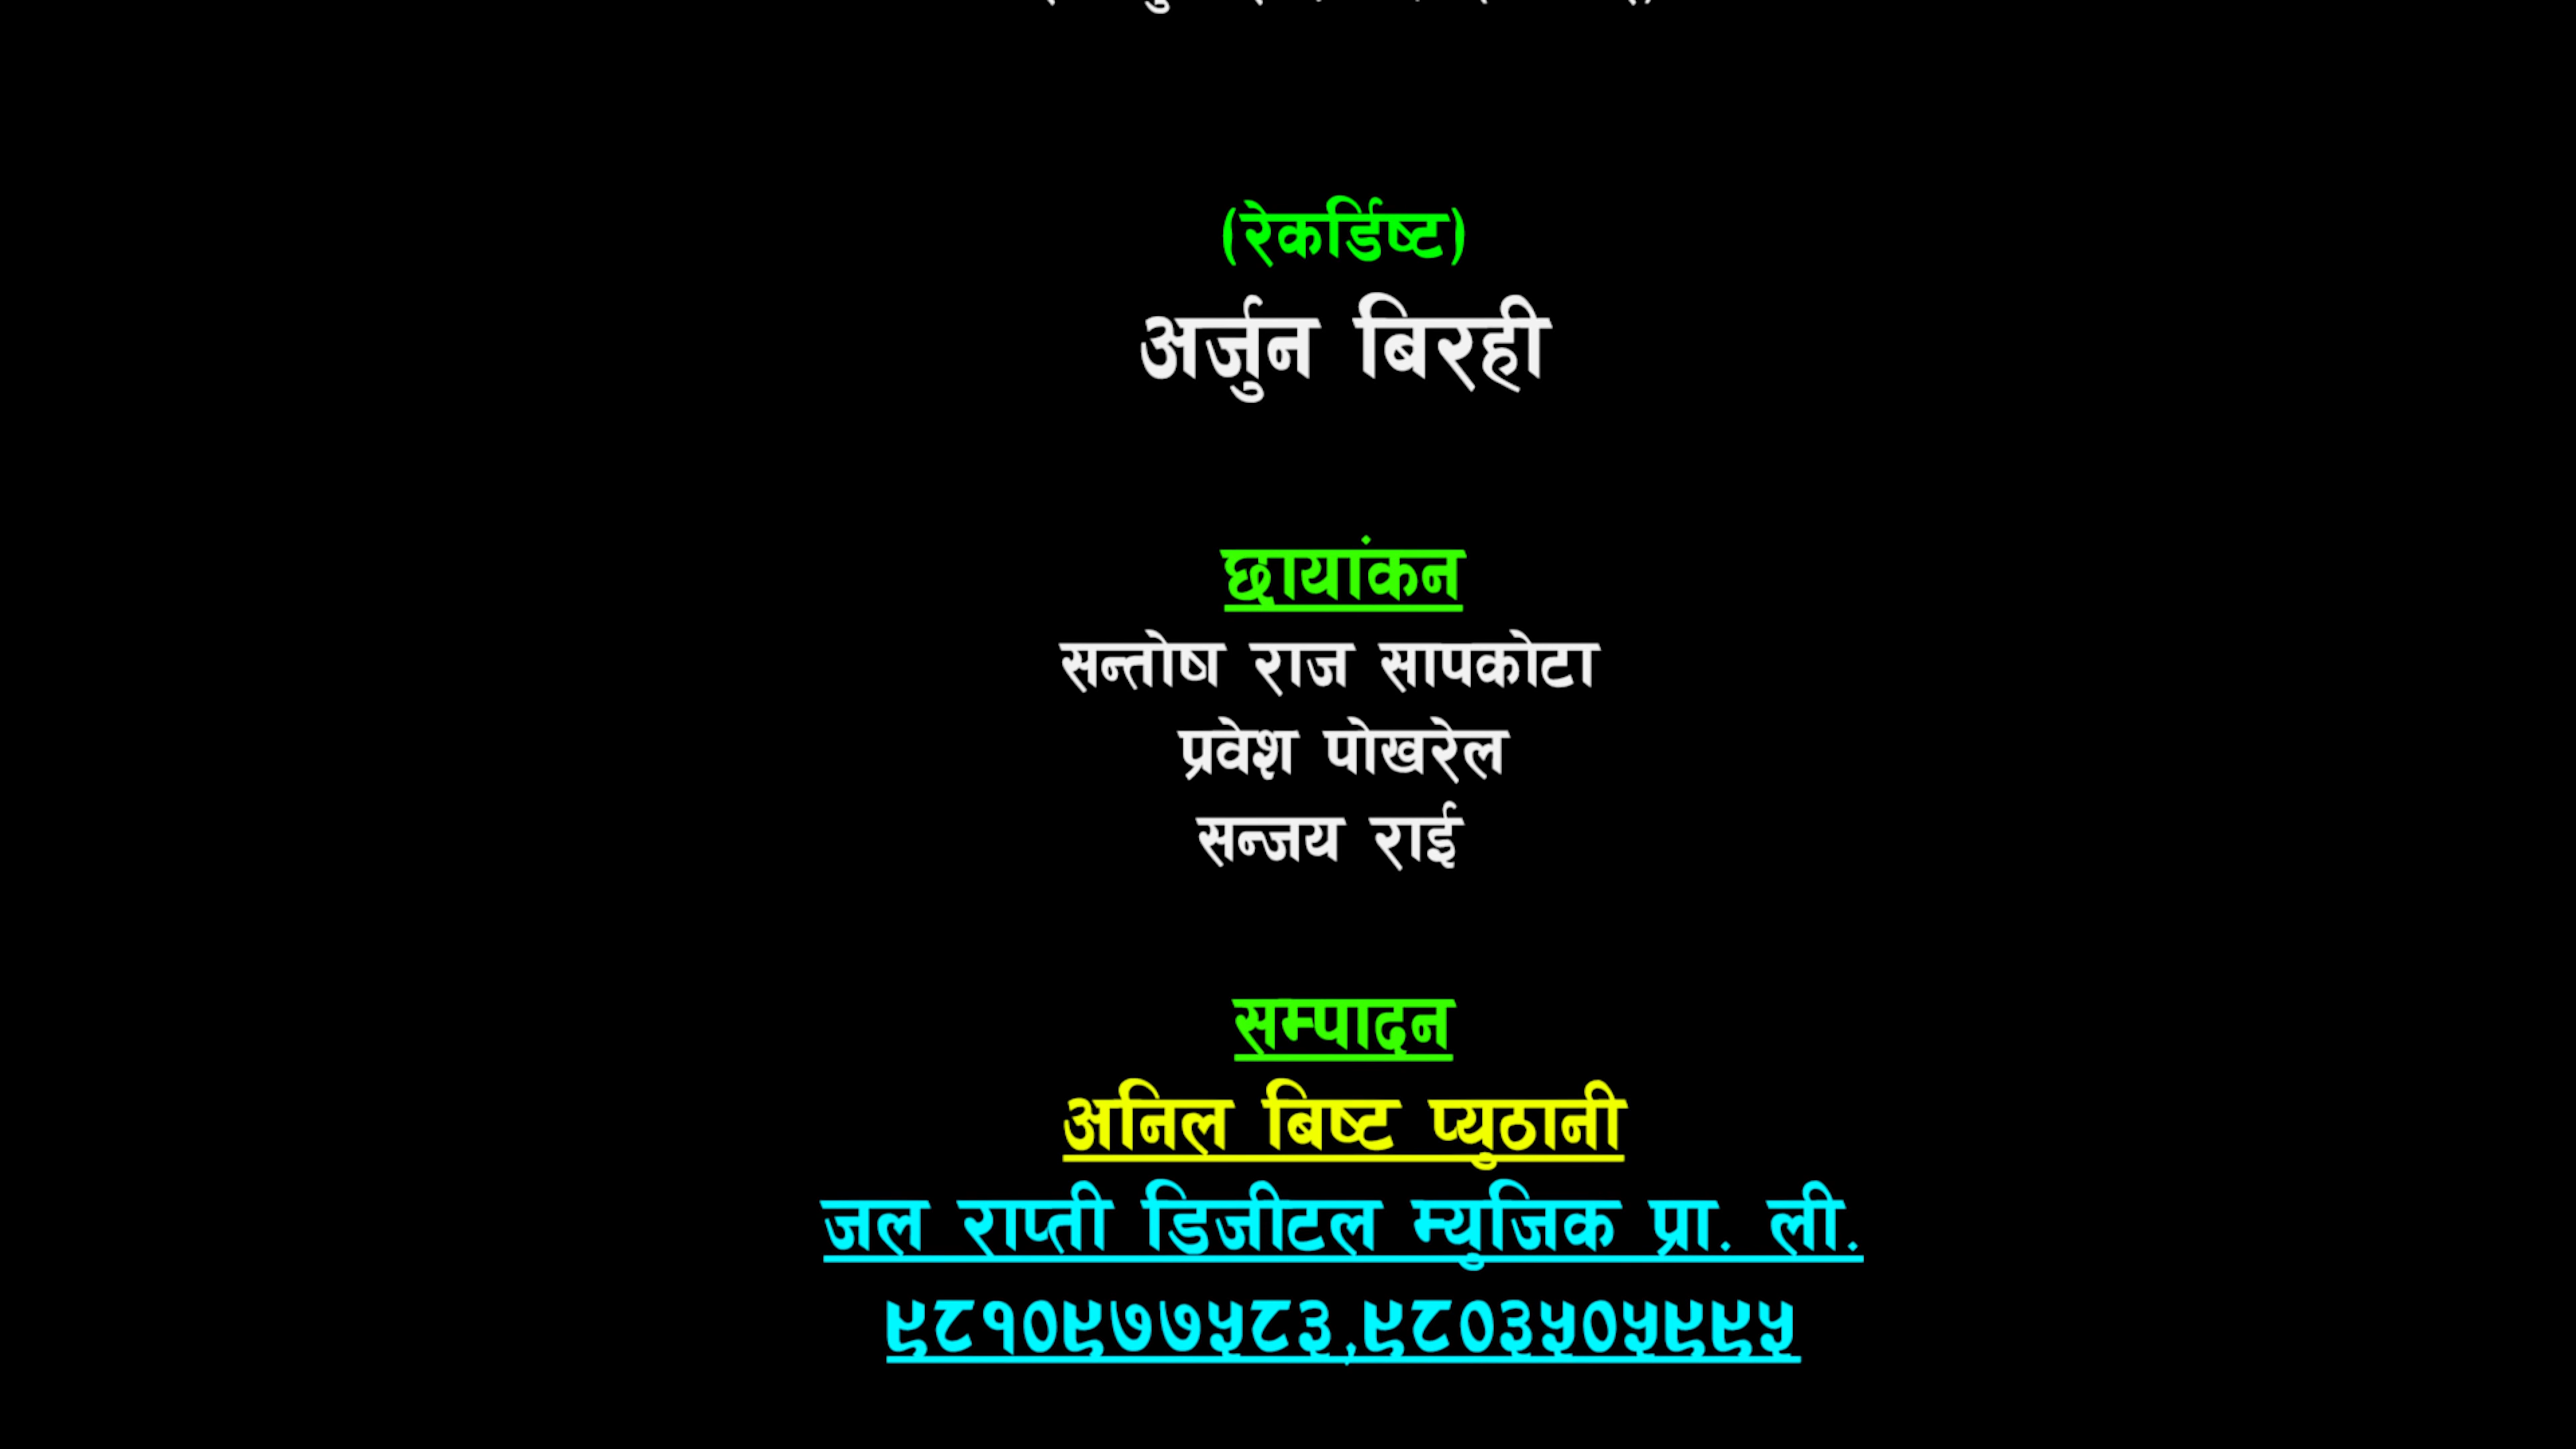 (रेकर्डिष्ट)
अर्जुन बिरही
छायांकन
सन्तोष राज सापकोटा
प्रवेश पोखरेल
सन्जय राई
सम्पादन
अनिल बिष्ट प्युठानी
जल राप्ती डिजीटल म्युजिक प्रा. ली.
९८१०९७७५८३,९८०३५०५९९५